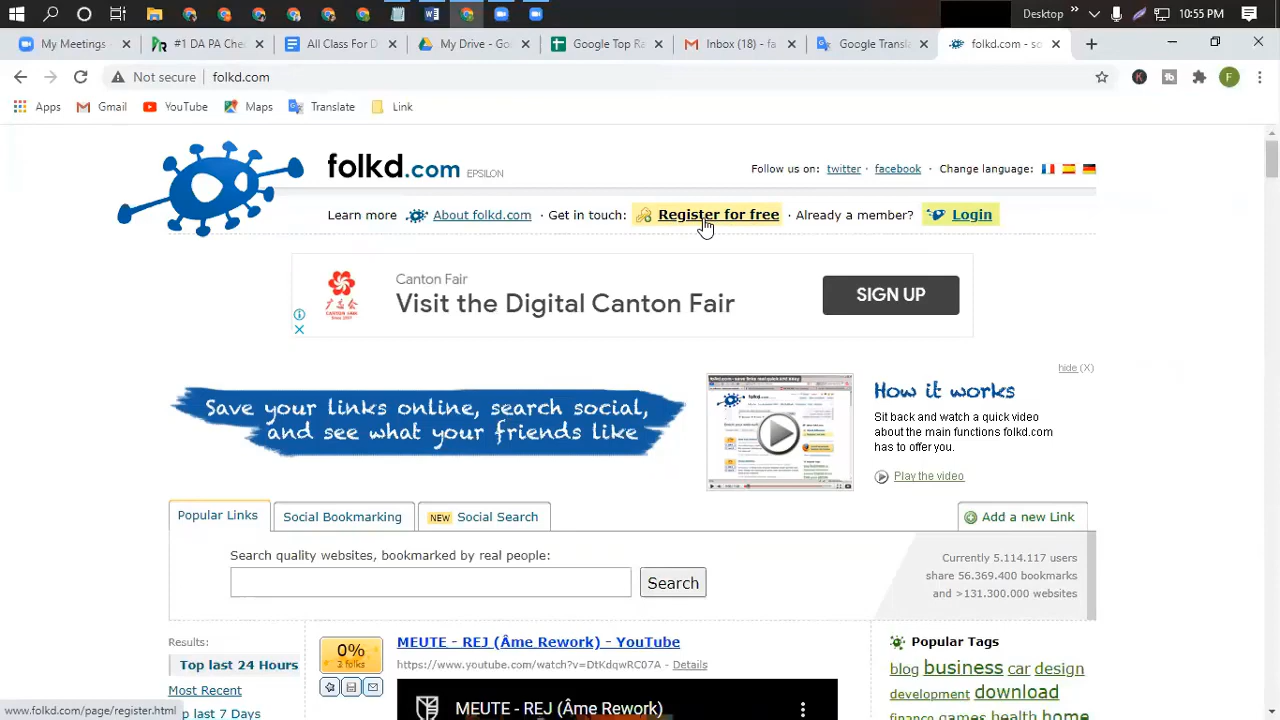 Desktop
10:55 PM
My Meetings
#1 DA PA Che
All Class For D
My Drive - Go
Google Top Ra
Inbox (18) - fa
Google Transl
folkd.com - so
Not secure
folkd.com
K
F
Apps
Gmail
YouTube
Maps
Translate
Link
folkd.com EPSILON
Follow us on: twitter · facebook · Change language:
Learn more About folkd.com · Get in touch: Register for free · Already a member? Login
Canton Fair
Visit the Digital Canton Fair
SIGN UP
hide (X)
Save your links online, search social,
and see what your friends like
How it works
Sit back and watch a quick video
about the main functions folkd.com
has to offer you.
Play the video
Popular Links
Social Bookmarking
NEW Social Search
Add a new Link
Search quality websites, bookmarked by real people:
Search
Currently 5.114.117 users
share 56.369.400 bookmarks
and >131.300.000 websites
Results:
Top last 24 Hours
Most Recent
op last 7 Days
0%
3 folks
MEUTE - REJ (Âme Rework) - YouTube
https://www.youtube.com/watch?v=DtKdqwRC07A - Details
MEUTE - REJ (Âme Rework)
Popular Tags
blog business car design
development download
finance games health home
www.folkd.com/page/register.html